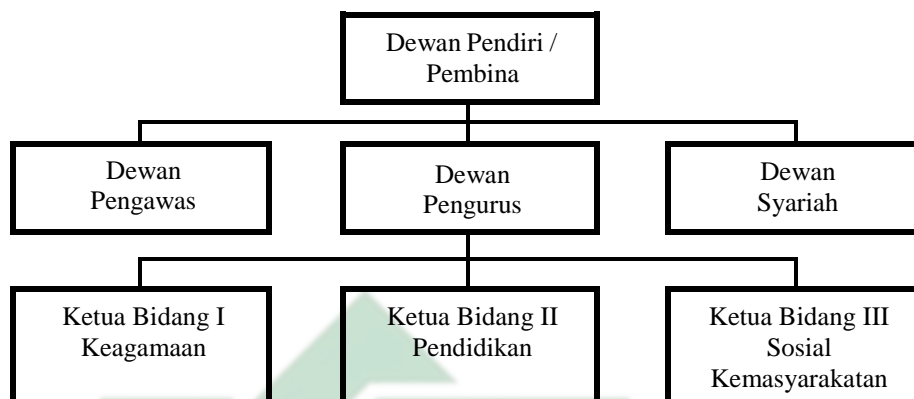 Dewan Pendiri /
Pembina
Dewan
Pengawas
Dewan
Pengurus
Dewan
Syariah
Ketua Bidang I
Keagamaan
Ketua Bidang II
Pendidikan
Ketua Bidang III
Sosial
Kemasyarakatan